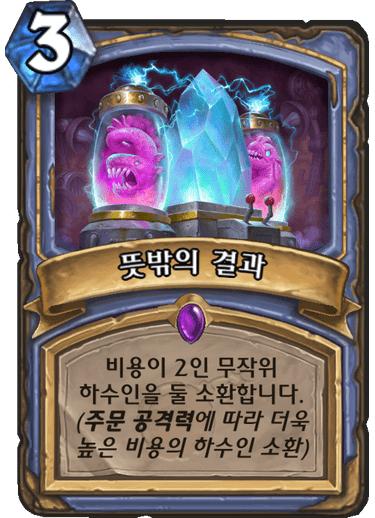 3
뜻밖의 결과
비용이 2인 무작위
하수인을 둘 소환합니다.
(주문 공격력에 따라 더욱
높은 비용의 하수인 소환)